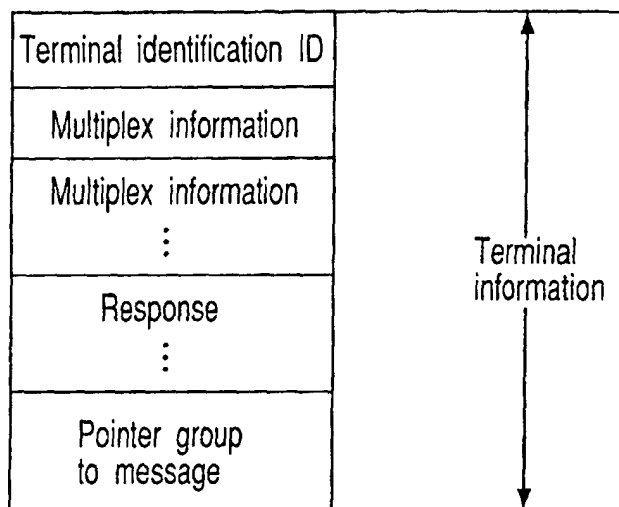 Terminal identification ID
Multiplex information
Multiplex information
⋮
Response
⋮
Pointer group
to message
Terminal
information